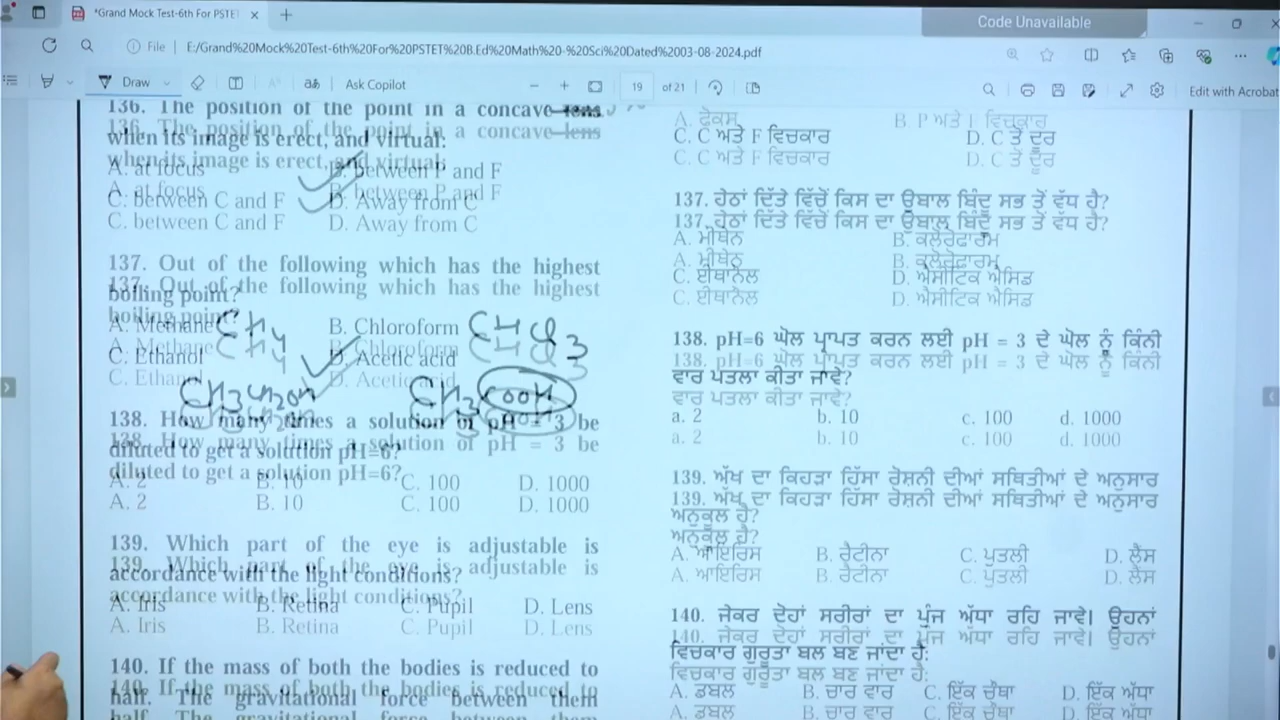 *Grand Mock Test-6th For PSTET
Code Unavailable
File
E:/Grand%20Mock%20Test-6th%20For%20PSTET%20B.Ed%20Math%20-%20Sci%20Dated%2003-08-2024.pdf
Draw
Ask Copilot
19 of 21
Edit with Acrobat
136. The position of the point in a concave lens
when its image is erect, and virtual:
A. at focus B. between P and F
C. between C and F D. Away from C
137. Out of the following which has the highest
boiling point?
A. Methane CH4 B. Chloroform CHCl3
C. Ethanol D. Acetic acid
CH3CH2OH CH3COOH
138. How many times a solution of pH = 3 be
diluted to get a solution pH=6?
A. 2 B. 10 C. 100 D. 1000
139. Which part of the eye is adjustable is
accordance with the light conditions?
A. Iris B. Retina C. Pupil D. Lens
140. If the mass of both the bodies is reduced to
half. The gravitational force between them
A. ਫੋਕਸ B. P ਅਤੇ F ਵਿਚਕਾਰ
C. C ਅਤੇ F ਵਿਚਕਾਰ D. C ਤੋਂ ਦੂਰ
137. ਹੇਠਾਂ ਦਿੱਤੇ ਵਿੱਚੋਂ ਕਿਸ ਦਾ ਉਬਾਲ ਬਿੰਦੂ ਸਭ ਤੋਂ ਵੱਧ ਹੈ?
A. ਮੀਥੇਨ B. ਕਲੋਰੋਫਾਰਮ
C. ਈਥਾਨੋਲ D. ਐਸੀਟਿਕ ਐਸਿਡ
138. pH=6 ਘੋਲ ਪ੍ਰਾਪਤ ਕਰਨ ਲਈ pH = 3 ਦੇ ਘੋਲ ਨੂੰ ਕਿੰਨੀ
ਵਾਰ ਪਤਲਾ ਕੀਤਾ ਜਾਵੇ?
a. 2 b. 10 c. 100 d. 1000
139. ਅੱਖ ਦਾ ਕਿਹੜਾ ਹਿੱਸਾ ਰੋਸ਼ਨੀ ਦੀਆਂ ਸਥਿਤੀਆਂ ਦੇ ਅਨੁਸਾਰ
ਅਨੁਕੂਲ ਹੈ?
A. ਆਇਰਿਸ B. ਰੈਟੀਨਾ C. ਪੁਤਲੀ D. ਲੈਂਸ
140. ਜੇਕਰ ਦੋਹਾਂ ਸਰੀਰਾਂ ਦਾ ਪੁੰਜ ਅੱਧਾ ਰਹਿ ਜਾਵੇ। ਉਹਨਾਂ
ਵਿਚਕਾਰ ਗੁਰੂਤਾ ਬਲ ਬਣ ਜਾਂਦਾ ਹੈ:
A. ਡਬਲ B. ਚਾਰ ਵਾਰ C. ਇੱਕ ਚੌਥਾ D. ਇੱਕ ਅੱਧਾ